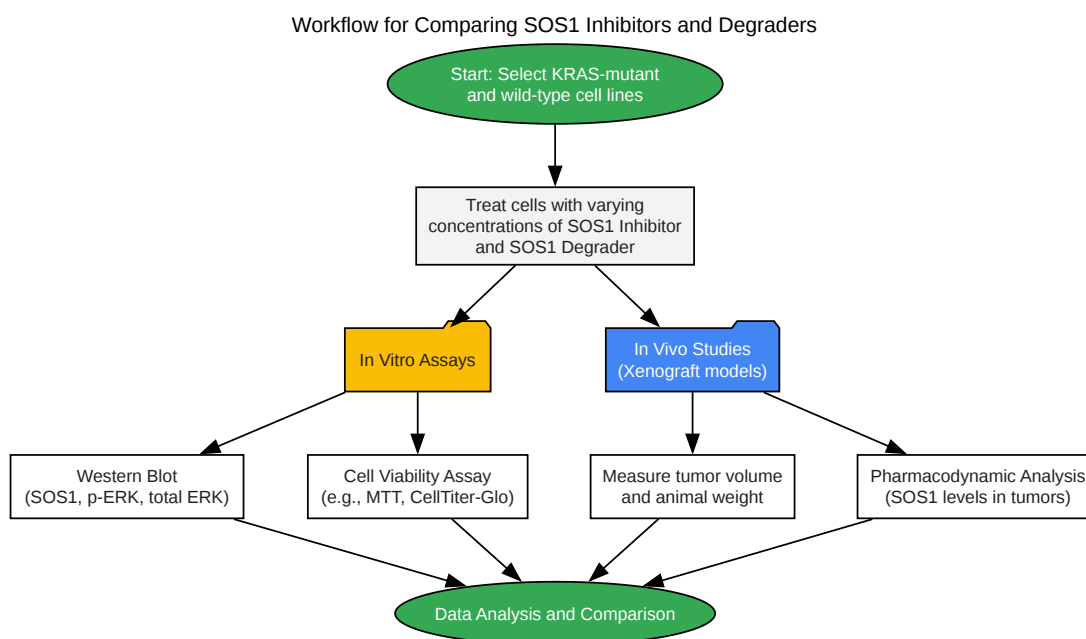 Workflow for Comparing SOS1 Inhibitors and Degraders
Start: Select KRAS-mutant
and wild-type cell lines
Treat cells with varying
concentrations of SOS1 Inhibitor
and SOS1 Degrader
In Vitro Assays
In Vivo Studies
(Xenograft models)
Western Blot
(SOS1, p-ERK, total ERK)
Cell Viability Assay
(e.g., MTT, CellTiter-Glo)
Measure tumor volume
and animal weight
Pharmacodynamic Analysis
(SOS1 levels in tumors)
Data Analysis and Comparison